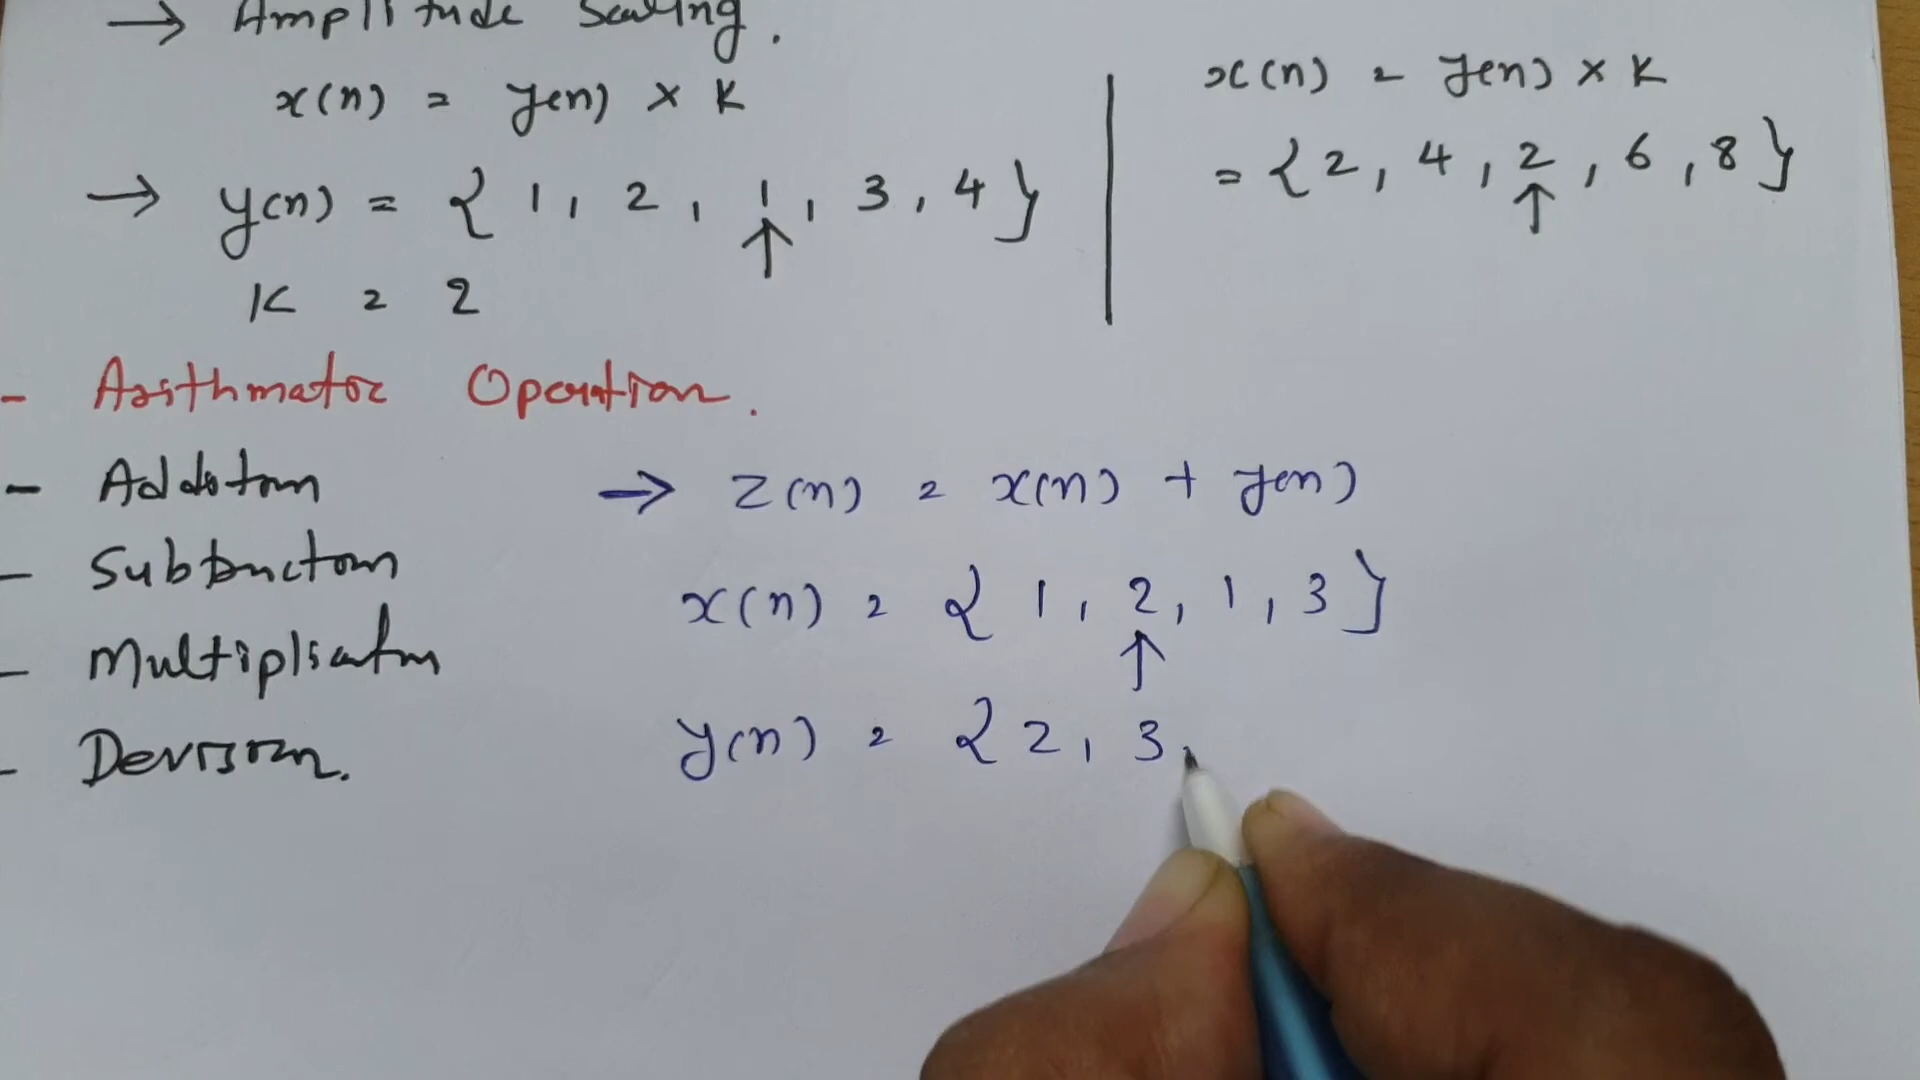 → Amplitude Scaling.
x(n) = y(n) × K
→ y(n) = { 1, 2, 1, 3, 4 }
↑
K = 2
x(n) = y(n) × K
= { 2, 4, 2, 6, 8 }
↑
- Arithmatic Operation.
- Addition
- Subtraction
- Multiplication
- Devision.
→ Z(n) = x(n) + y(n)
x(n) = { 1, 2, 1, 3 }
↑
y(n) = { 2, 3,